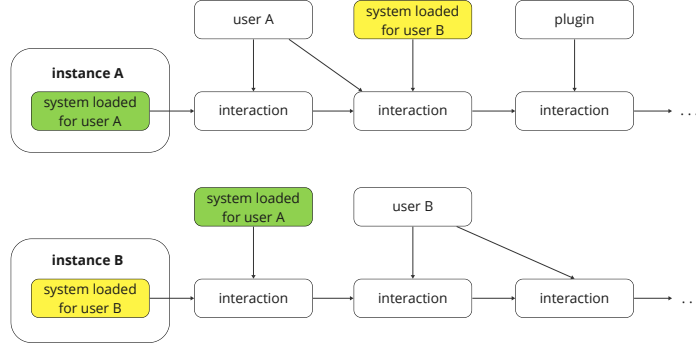 user A
system loaded
for user B
plugin
instance A
system loaded
for user A
interaction
interaction
interaction
. . .
system loaded
for user A
user B
instance B
system loaded
for user B
interaction
interaction
interaction
. .